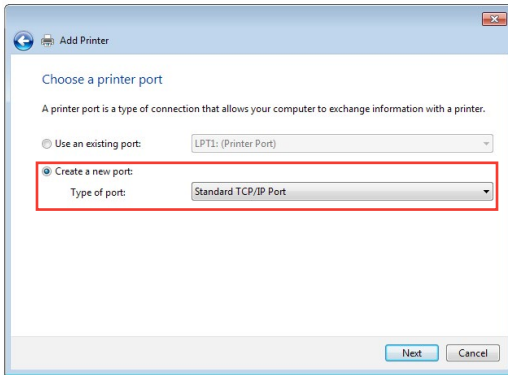 Add Printer
Choose a printer port
A printer port is a type of connection that allows your computer to exchange information with a printer.
Use an existing port: LPT1: (Printer Port)
Create a new port:
Type of port: Standard TCP/IP Port
Next Cancel